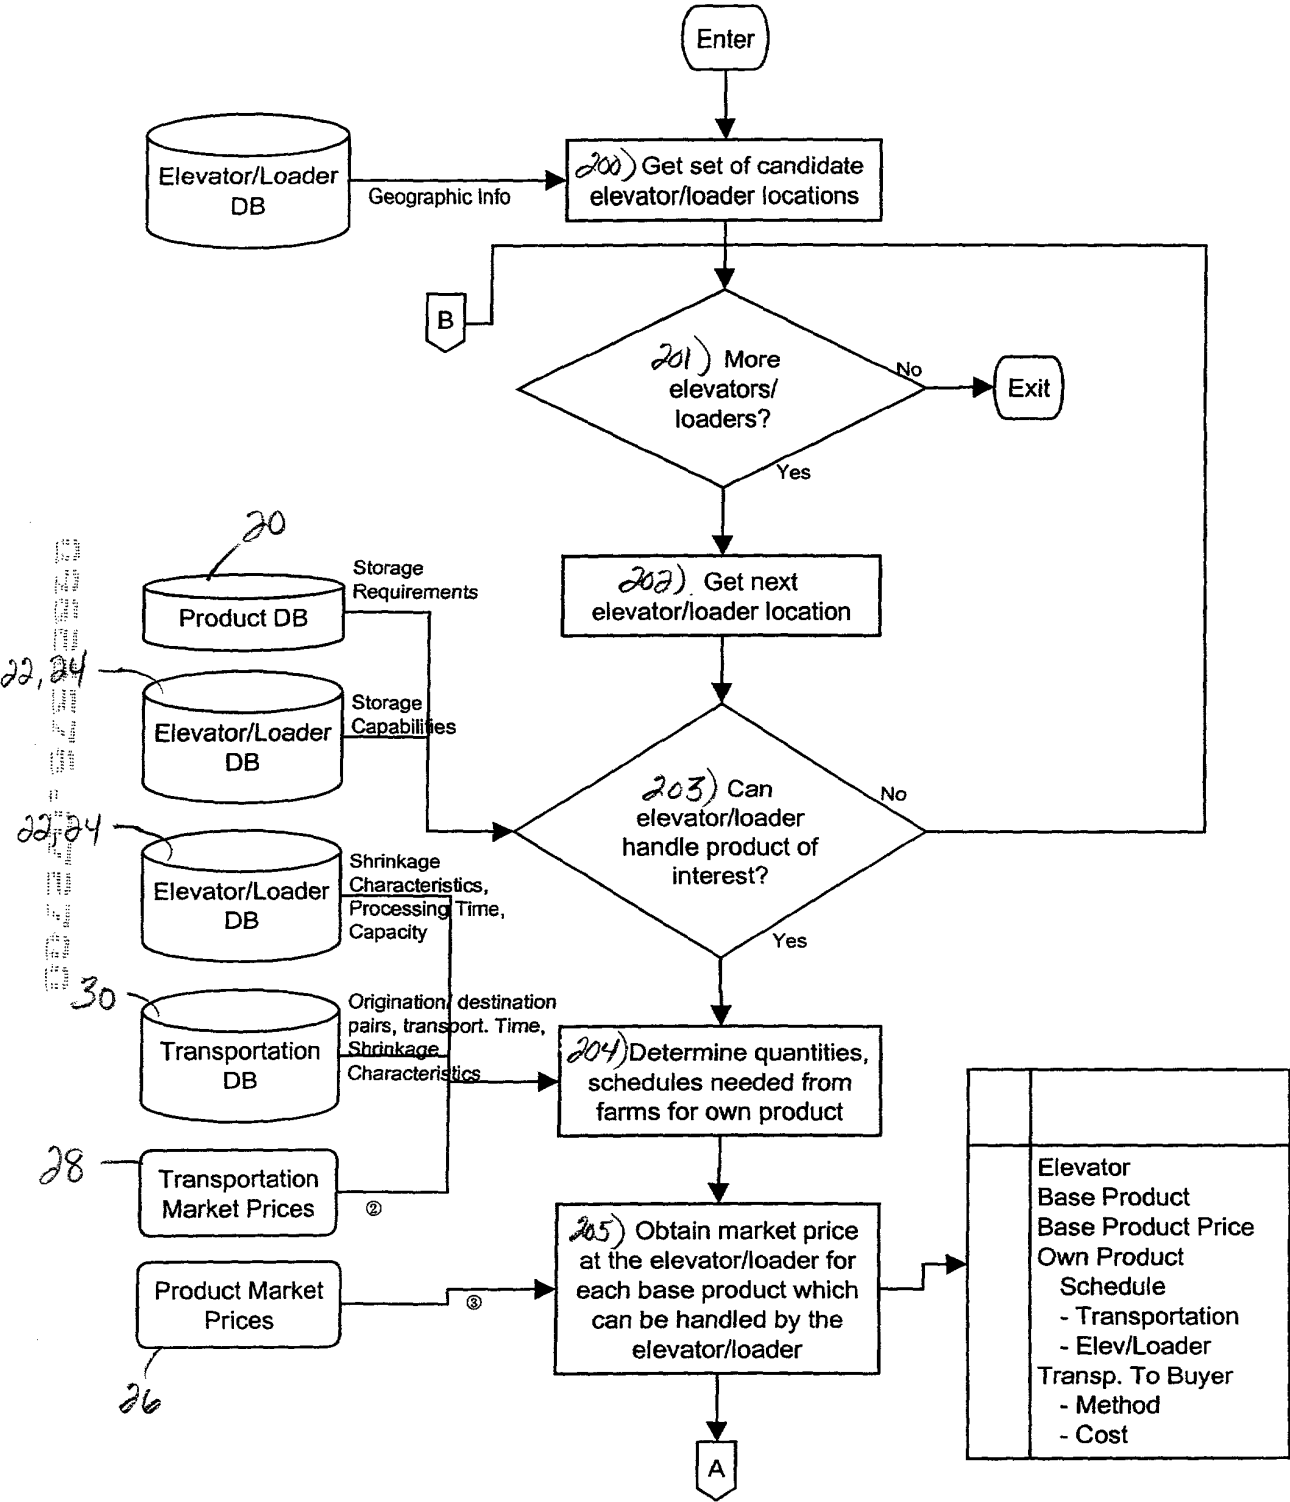 Enter
Elevator/Loader
DB
Geographic Info
200) Get set of candidate
elevator/loader locations
B
201) More
elevators/
loaders?
No
Exit
Yes
20
Storage
Requirements
Product DB
202) Get next
elevator/loader location
22, 24
Storage
Capabilities
Elevator/Loader
DB
203) Can
elevator/loader
handle product of
interest?
No
Yes
22, 24
Elevator/Loader
DB
Shrinkage
Characteristics,
Processing Time,
Capacity
30
Transportation
DB
Origination/ destination
pairs, transport. Time,
Shrinkage
Characteristics
204) Determine quantities,
schedules needed from
farms for own product
28
Transportation
Market Prices
②
Product Market
Prices
③
26
205) Obtain market price
at the elevator/loader for
each base product which
can be handled by the
elevator/loader
Elevator
Base Product
Base Product Price
Own Product
Schedule
- Transportation
- Elev/Loader
Transp. To Buyer
- Method
- Cost
A